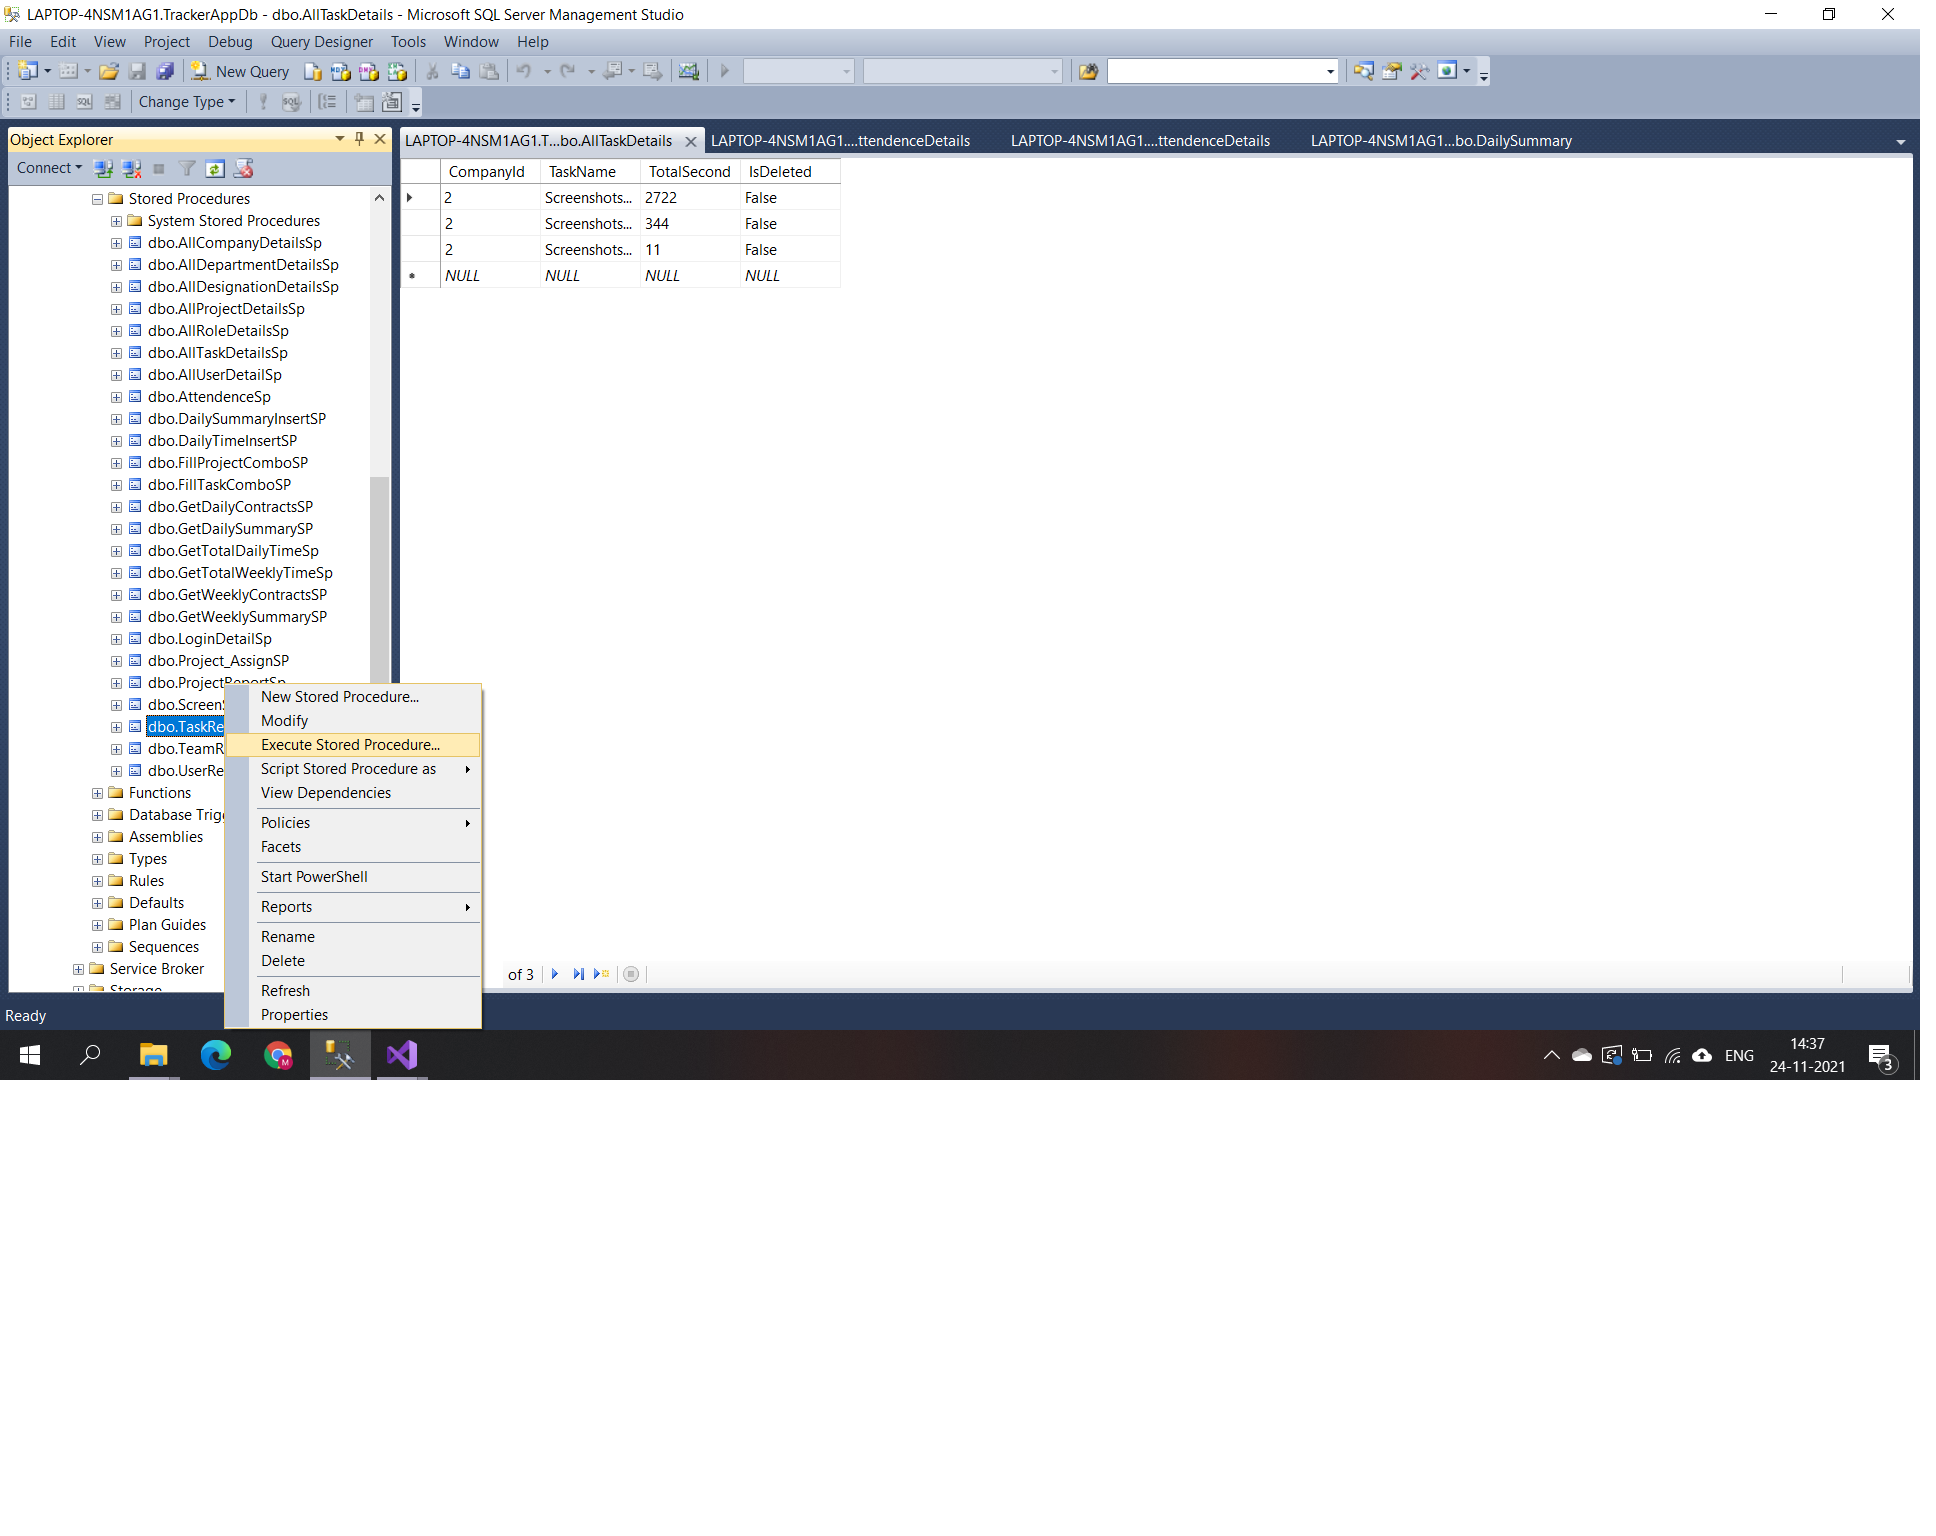 LAPTOP-4NSM1AG1.TrackerAppDb - dbo.AllTaskDetails - Microsoft SQL Server Management Studio
File Edit View Project Debug Query Designer Tools Window Help
New Query
Change Type
Object Explorer
Connect
Stored Procedures
System Stored Procedures
dbo.AllCompanyDetailsSp
dbo.AllDepartmentDetailsSp
dbo.AllDesignationDetailsSp
dbo.AllProjectDetailsSp
dbo.AllRoleDetailsSp
dbo.AllTaskDetailsSp
dbo.AllUserDetailSp
dbo.AttendenceSp
dbo.DailySummaryInsertSP
dbo.DailyTimeInsertSP
dbo.FillProjectComboSP
dbo.FillTaskComboSP
dbo.GetDailyContractsSP
dbo.GetDailySummarySP
dbo.GetTotalDailyTimeSp
dbo.GetTotalWeeklyTimeSp
dbo.GetWeeklyContractsSP
dbo.GetWeeklySummarySP
dbo.LoginDetailSp
dbo.Project_AssignSP
dbo.ProjectReportSp
dbo.Screen
dbo.TaskRe
dbo.TeamR
dbo.UserRe
Functions
Database Trig
Assemblies
Types
Rules
Defaults
Plan Guides
Sequences
Service Broker
Storage
LAPTOP-4NSM1AG1.T...bo.AllTaskDetails LAPTOP-4NSM1AG1....ttendenceDetails LAPTOP-4NSM1AG1....ttendenceDetails LAPTOP-4NSM1AG1...bo.DailySummary
CompanyId TaskName TotalSecond IsDeleted
2 Screenshots... 2722 False
2 Screenshots... 344 False
2 Screenshots... 11 False
NULL NULL NULL NULL
New Stored Procedure...
Modify
Execute Stored Procedure...
Script Stored Procedure as
View Dependencies
Policies
Facets
Start PowerShell
Reports
Rename
Delete
Refresh
Properties
of 3
Ready
ENG
14:37
24-11-2021
3